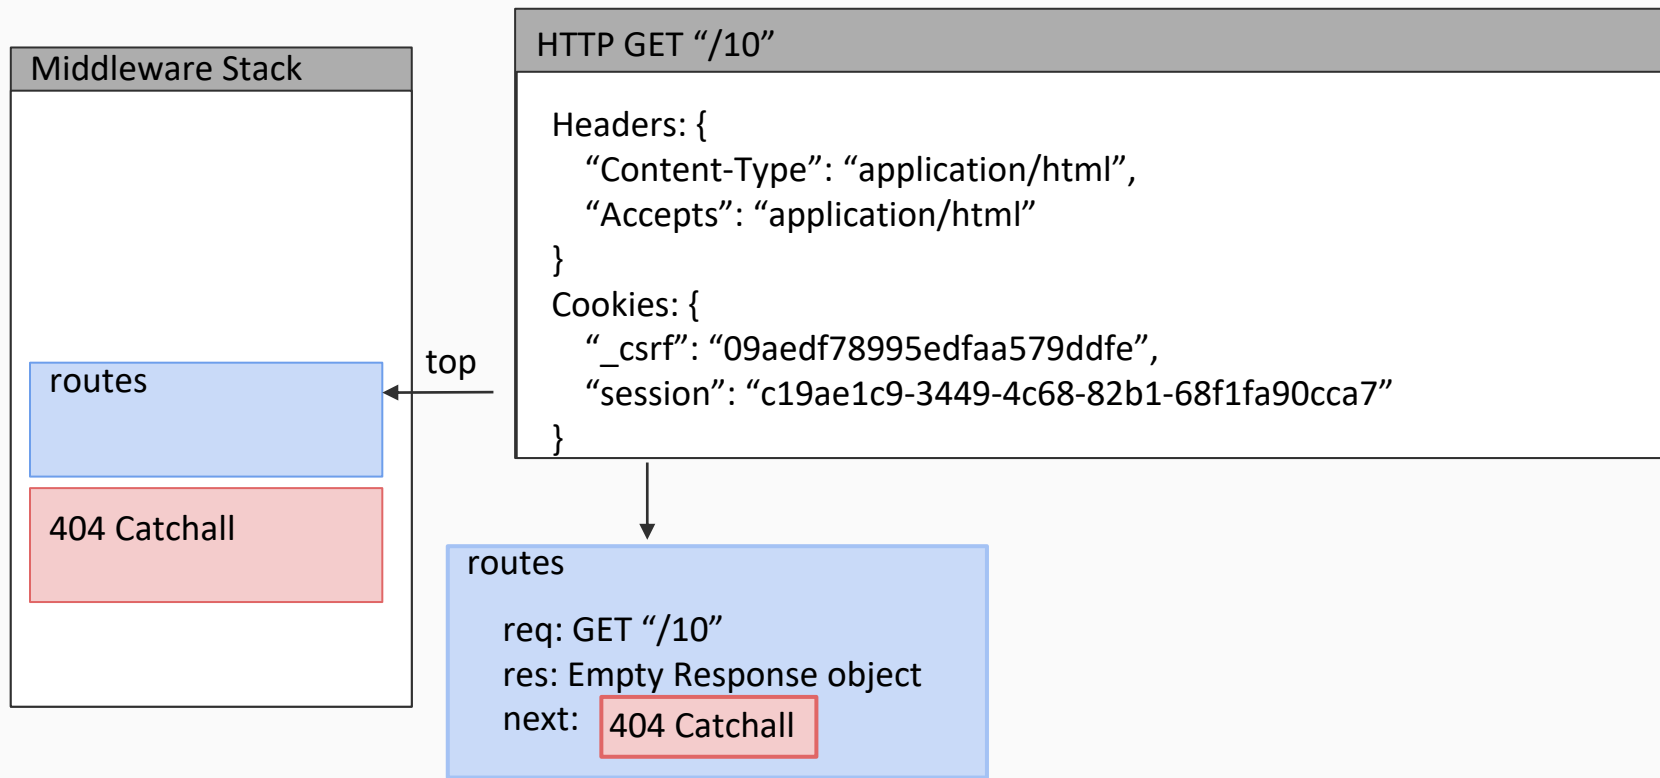 Middleware Stack
routes
404 Catchall
top
HTTP GET “/10”
Headers: {
“Content-Type”: “application/html”,
“Accepts”: “application/html”
}
Cookies: {
“_csrf”: “09aedf78995edfaa579ddfe”,
“session”: “c19ae1c9-3449-4c68-82b1-68f1fa90cca7”
}
routes
req: GET “/10”
res: Empty Response object
next: 404 Catchall